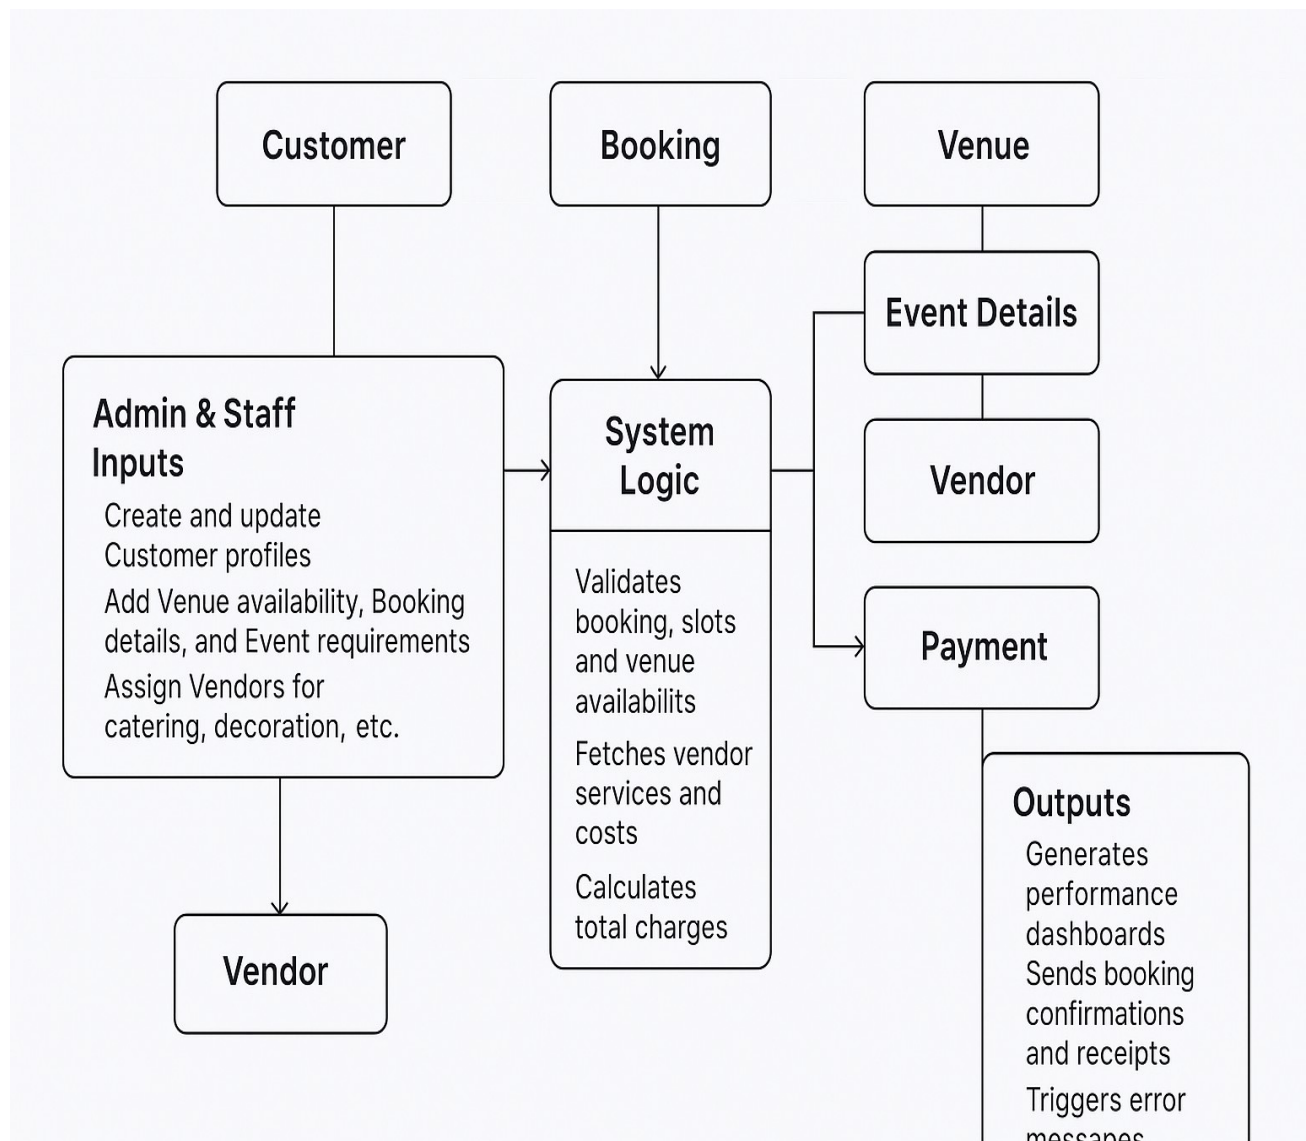 Customer
Booking
Venue
Event Details
Vendor
Payment
Admin & Staff
Inputs
Create and update
Customer profiles
Add Venue availability, Booking
details, and Event requirements
Assign Vendors for
catering, decoration, etc.
Vendor
System
Logic
Validates
booking, slots
and venue
availabilits
Fetches vendor
services and
costs
Calculates
total charges
Outputs
Generates
performance
dashboards
Sends booking
confirmations
and receipts
Triggers error